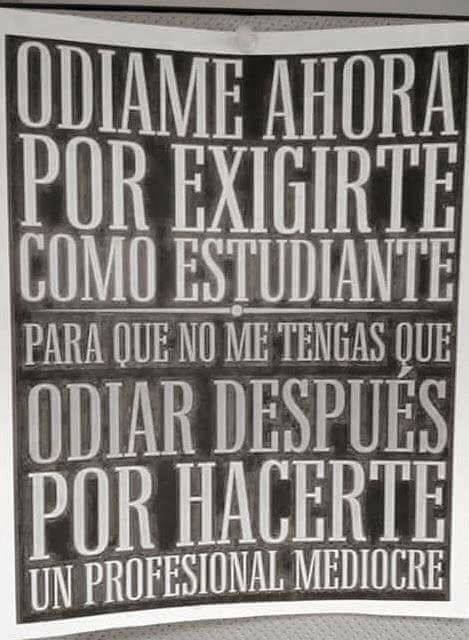 ODIAME AHORA
POR EXIGIRTE
COMO ESTUDIANTE
PARA QUE NO ME TENGAS QUE
ODIAR DESPUÉS
POR HACERTE
UN PROFESIONAL MEDIOCRE